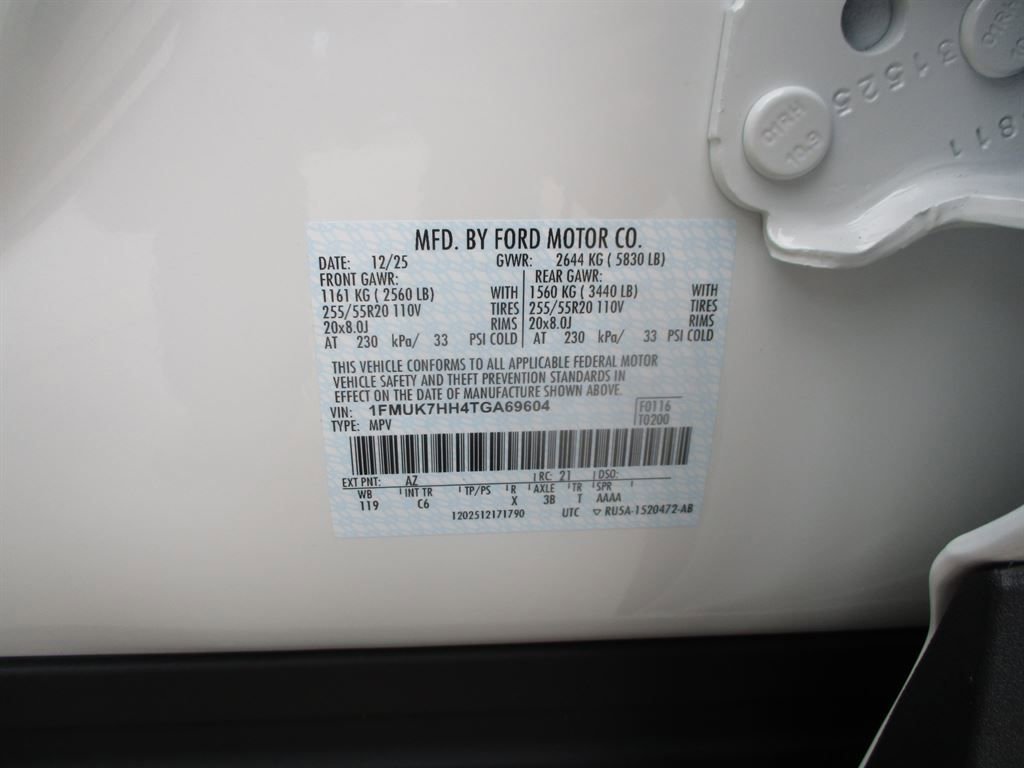 01RH
10.9
31525
811
MFD. BY FORD MOTOR CO.
DATE: 12/25 GVWR: 2644 KG ( 5830 LB)
FRONT GAWR: REAR GAWR:
1161 KG ( 2560 LB) WITH 1560 KG ( 3440 LB) WITH
255/55R20 110V TIRES 255/55R20 110V TIRES
20x8.0J RIMS 20x8.0J RIMS
AT 230 kPa/ 33 PSI COLD AT 230 kPa/ 33 PSI COLD
THIS VEHICLE CONFORMS TO ALL APPLICABLE FEDERAL MOTOR
VEHICLE SAFETY AND THEFT PREVENTION STANDARDS IN
EFFECT ON THE DATE OF MANUFACTURE SHOWN ABOVE.
VIN: 1FMUK7HH4TGA69604 F0116
TYPE: MPV T0200
EXT PNT: AZ RC: 21 DSO:
WB INT TR TP/PS R AXLE TR SPR
119 C6 X 3B T AAAA
1202512171790 UTC ▽ RU5A-1520472-AB